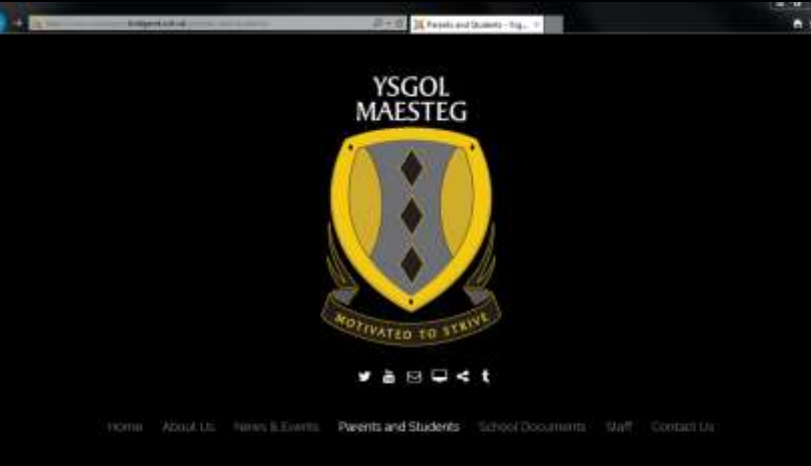 Parents and Students - Ysg...
YSGOL
MAESTEG
MOTIVATED TO STRIVE
Home About Us News & Events Parents and Students School Documents Staff Contact Us